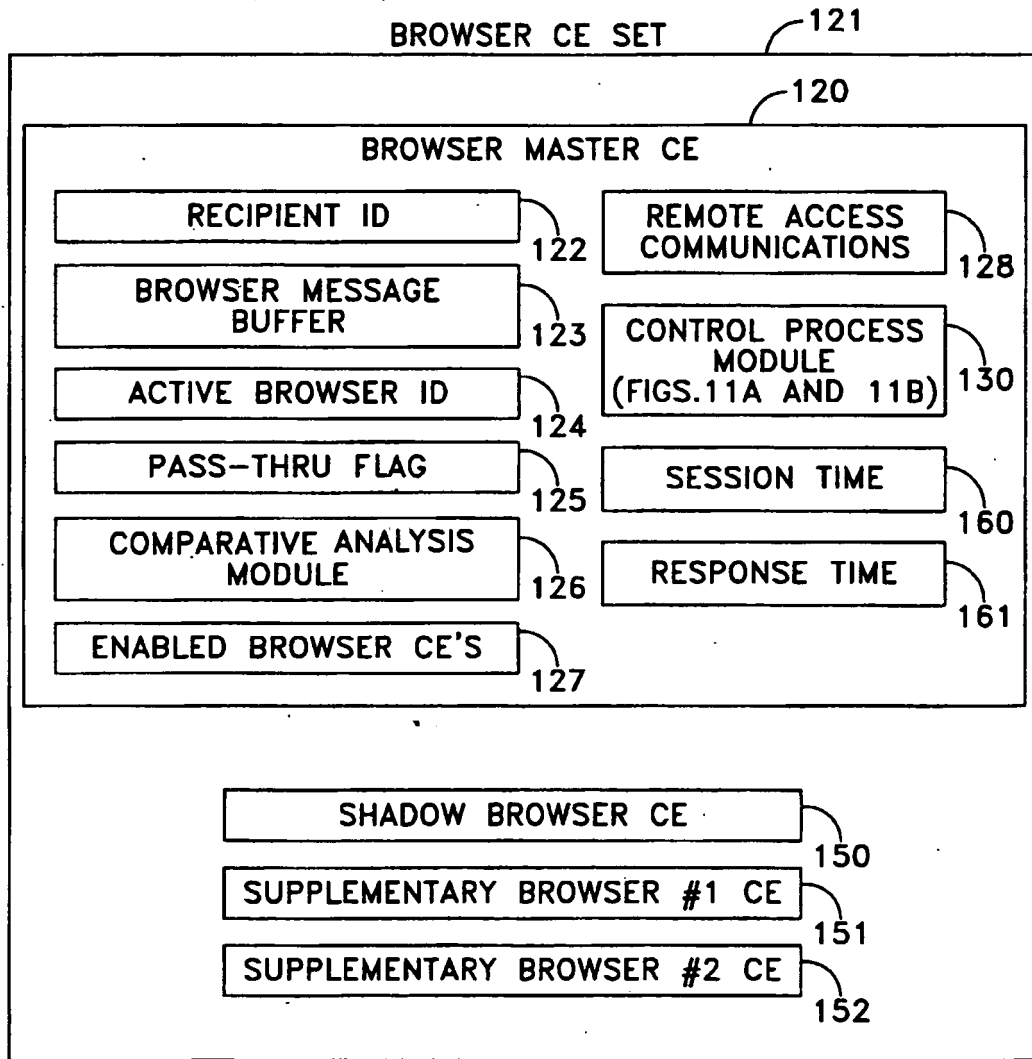 BROWSER CE SET
121
120
BROWSER MASTER CE
RECIPIENT ID
122
BROWSER MESSAGE
BUFFER
123
ACTIVE BROWSER ID
124
PASS-THRU FLAG
125
COMPARATIVE ANALYSIS
MODULE
126
ENABLED BROWSER CE'S
127
REMOTE ACCESS
COMMUNICATIONS
128
CONTROL PROCESS
MODULE
(FIGS.11A AND 11B)
130
SESSION TIME
160
RESPONSE TIME
161
SHADOW BROWSER CE
150
SUPPLEMENTARY BROWSER #1 CE
151
SUPPLEMENTARY BROWSER #2 CE
152